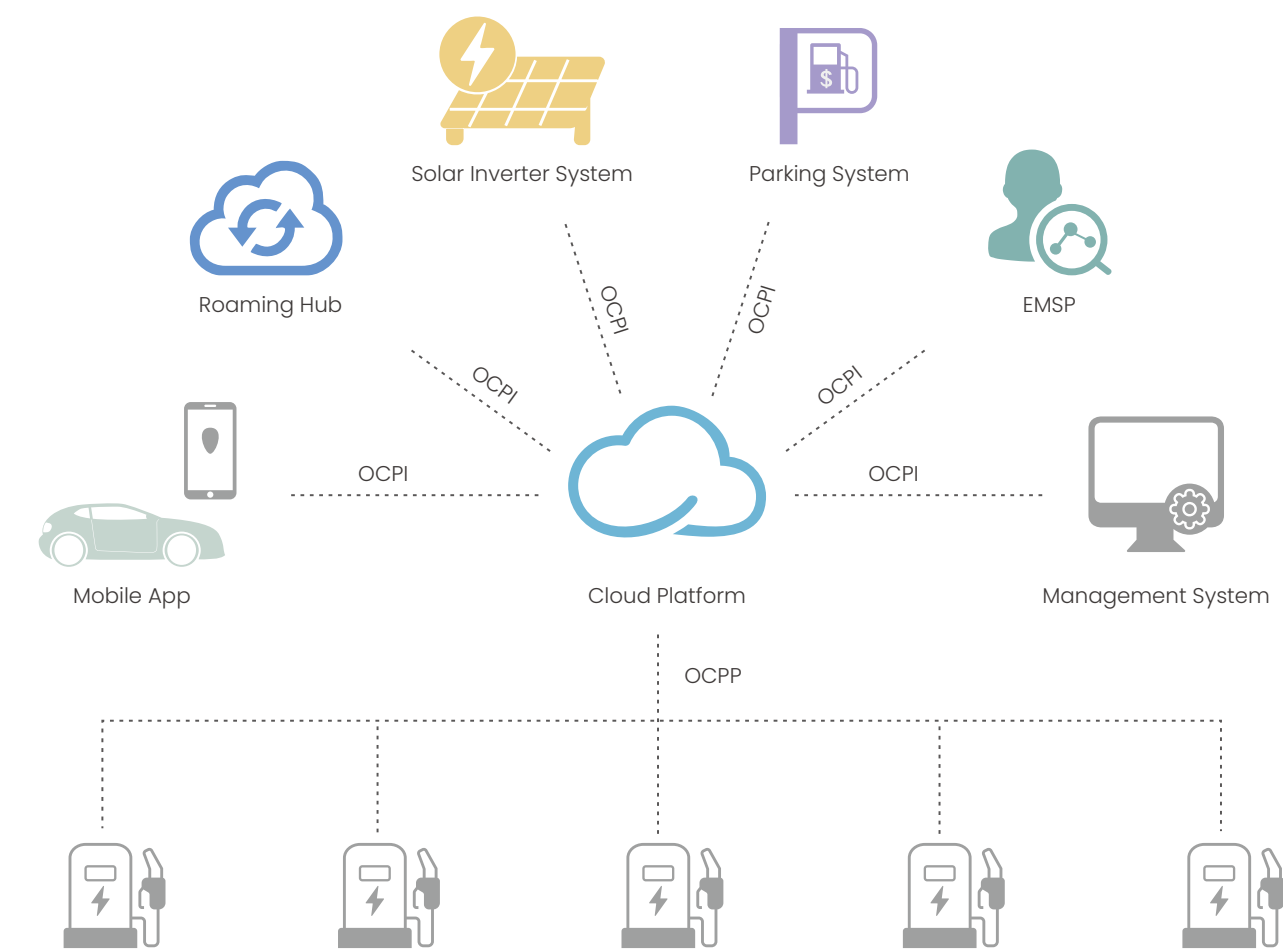 $
Solar Inverter System
Parking System
Roaming Hub
EMSP
OCPI
OCPI
OCPI
OCPI
OCPI
OCPI
Mobile App
Cloud Platform
Management System
OCPP